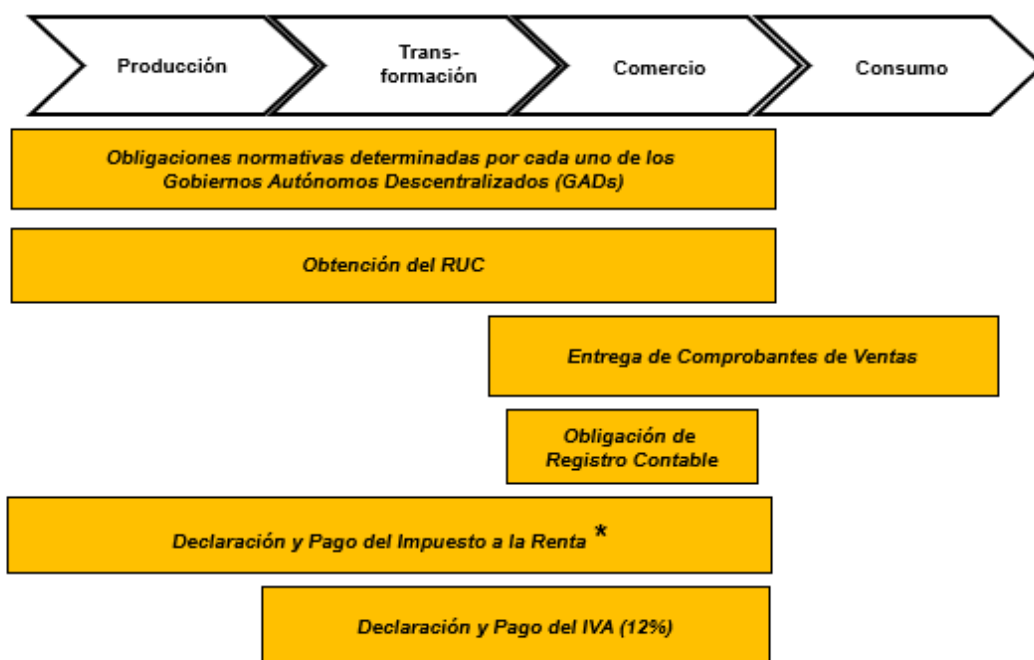 Producción
Trans-
formación
Comercio
Consumo
Obligaciones normativas determinadas por cada uno de los
Gobiernos Autónomos Descentralizados (GADs)
Obtención del RUC
Entrega de Comprobantes de Ventas
Obligación de
Registro Contable
Declaración y Pago del Impuesto a la Renta *
Declaración y Pago del IVA (12%)